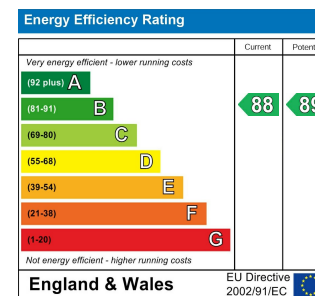 Energy Efficiency Rating
Current Potent
Very energy efficient - lower running costs
(92 plus) A
(81-91) B 88 89
(69-80) C
(55-68) D
(39-54) E
(21-38) F
(1-20) G
Not energy efficient - higher running costs
England & Wales
EU Directive
2002/91/EC